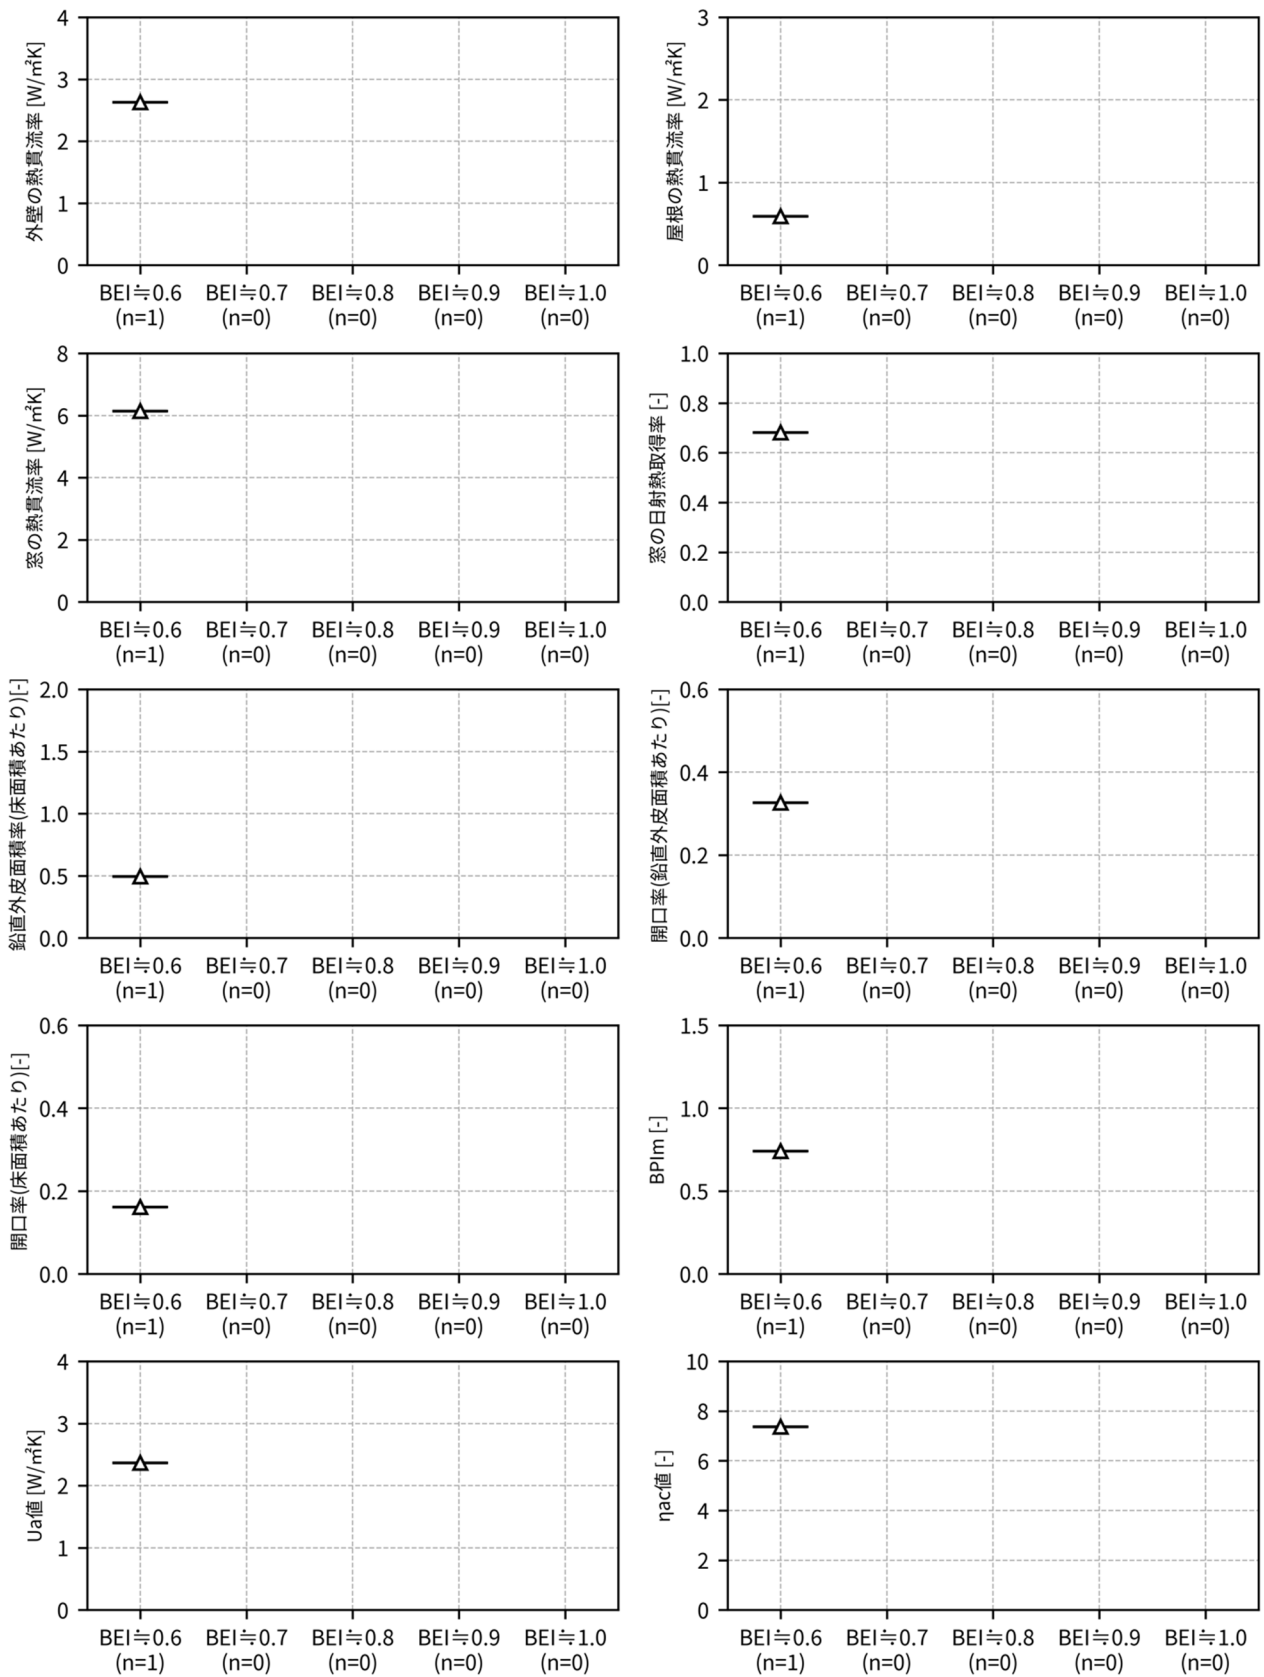 外壁の熱貫流率 [W/㎡K]
4
3
2
1
0
BEI≒0.6 BEI≒0.7 BEI≒0.8 BEI≒0.9 BEI≒1.0
(n=1) (n=0) (n=0) (n=0) (n=0)
屋根の熱貫流率 [W/㎡K]
3
2
1
0
BEI≒0.6 BEI≒0.7 BEI≒0.8 BEI≒0.9 BEI≒1.0
(n=1) (n=0) (n=0) (n=0) (n=0)
窓の熱貫流率 [W/㎡K]
8
6
4
2
0
BEI≒0.6 BEI≒0.7 BEI≒0.8 BEI≒0.9 BEI≒1.0
(n=1) (n=0) (n=0) (n=0) (n=0)
窓の日射熱取得率 [-]
1.0
0.8
0.6
0.4
0.2
0.0
BEI≒0.6 BEI≒0.7 BEI≒0.8 BEI≒0.9 BEI≒1.0
(n=1) (n=0) (n=0) (n=0) (n=0)
鉛直外皮面積率(床面積あたり)[-]
2.0
1.5
1.0
0.5
0.0
BEI≒0.6 BEI≒0.7 BEI≒0.8 BEI≒0.9 BEI≒1.0
(n=1) (n=0) (n=0) (n=0) (n=0)
開口率(鉛直外皮面積あたり)[-]
0.6
0.4
0.2
0.0
BEI≒0.6 BEI≒0.7 BEI≒0.8 BEI≒0.9 BEI≒1.0
(n=1) (n=0) (n=0) (n=0) (n=0)
開口率(床面積あたり)[-]
0.6
0.4
0.2
0.0
BEI≒0.6 BEI≒0.7 BEI≒0.8 BEI≒0.9 BEI≒1.0
(n=1) (n=0) (n=0) (n=0) (n=0)
BPIm [-]
1.5
1.0
0.5
0.0
BEI≒0.6 BEI≒0.7 BEI≒0.8 BEI≒0.9 BEI≒1.0
(n=1) (n=0) (n=0) (n=0) (n=0)
Ua値 [W/㎡K]
4
3
2
1
0
BEI≒0.6 BEI≒0.7 BEI≒0.8 BEI≒0.9 BEI≒1.0
(n=1) (n=0) (n=0) (n=0) (n=0)
ηac値 [-]
10
8
6
4
2
0
BEI≒0.6 BEI≒0.7 BEI≒0.8 BEI≒0.9 BEI≒1.0
(n=1) (n=0) (n=0) (n=0) (n=0)